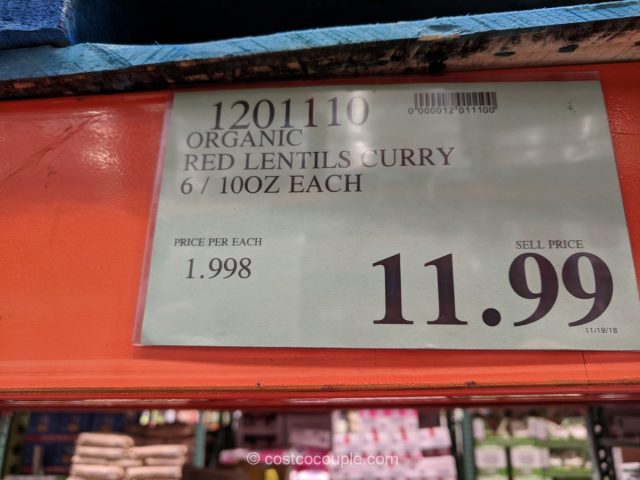 1201110
0"000012"011100"
ORGANIC
RED LENTILS CURRY
6 / 10OZ EACH
PRICE PER EACH
1.998
SELL PRICE
11.99
11/19/18
© costcocouple.com